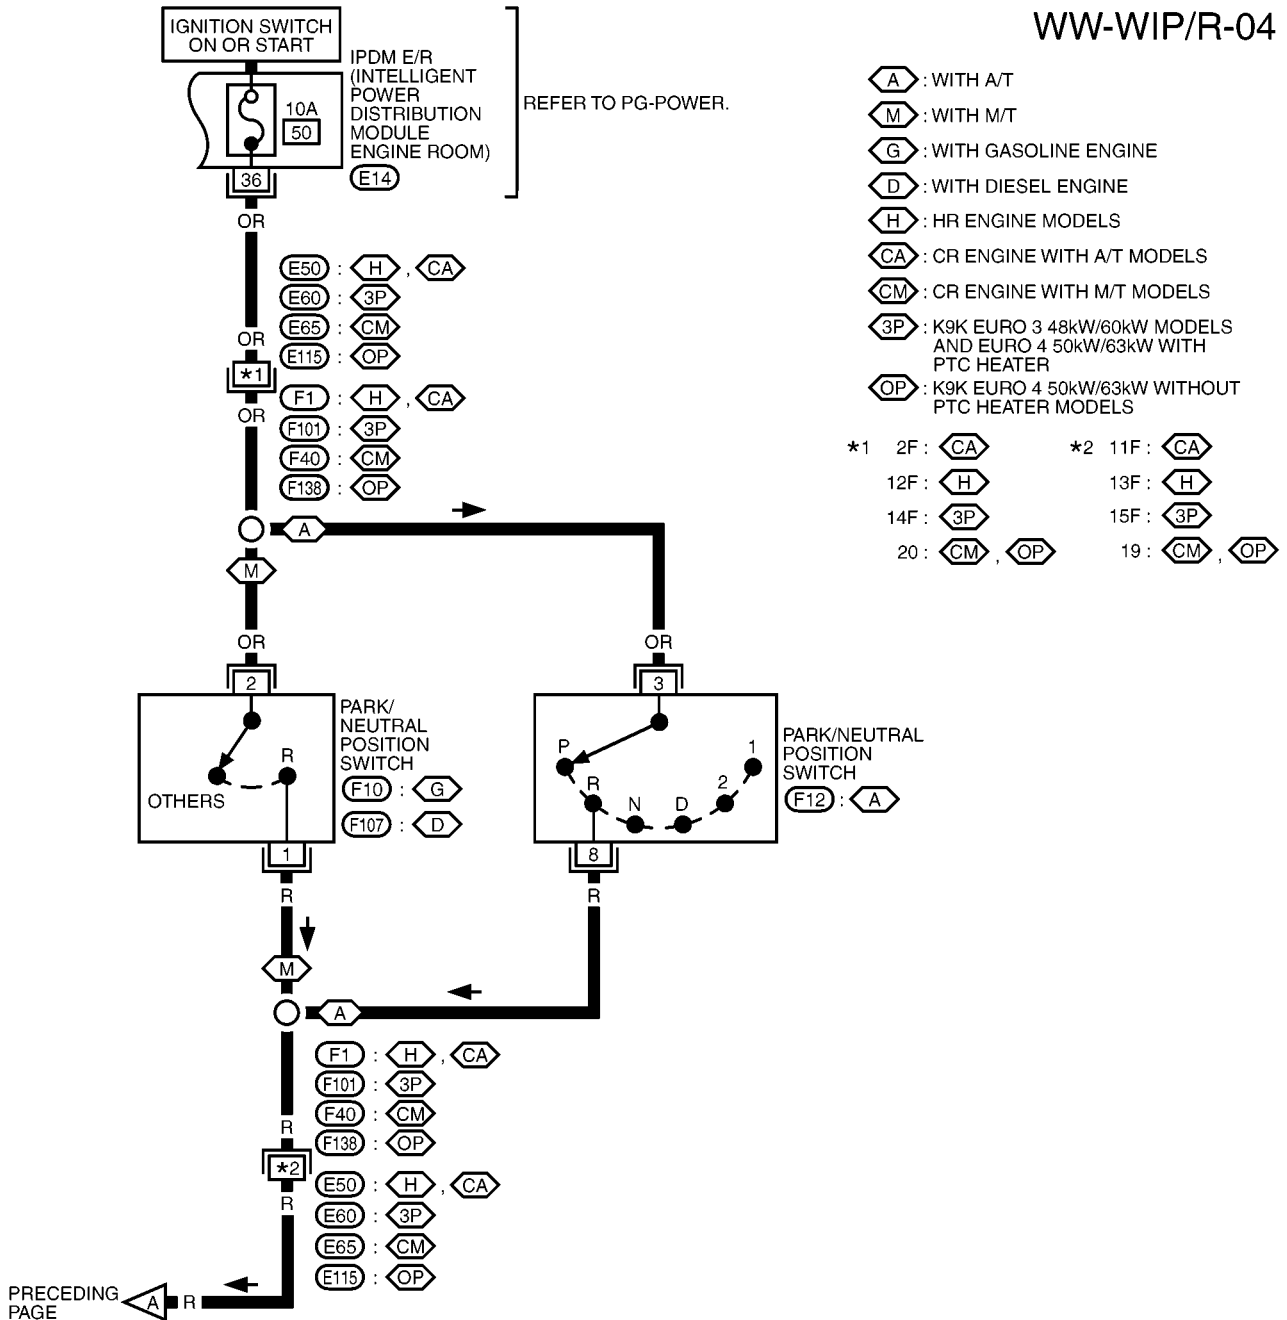 WW-WIP/R-04
IGNITION SWITCH
ON OR START
IPDM E/R
(INTELLIGENT
POWER
DISTRIBUTION
MODULE
ENGINE ROOM)
E14
10A
50
36
REFER TO PG-POWER.
A : WITH A/T
M : WITH M/T
G : WITH GASOLINE ENGINE
D : WITH DIESEL ENGINE
H : HR ENGINE MODELS
CA : CR ENGINE WITH A/T MODELS
CM : CR ENGINE WITH M/T MODELS
3P : K9K EURO 3 48kW/60kW MODELS
AND EURO 4 50kW/63kW WITH
PTC HEATER
OP : K9K EURO 4 50kW/63kW WITHOUT
PTC HEATER MODELS
*1 2F : CA
12F : H
14F : 3P
20 : CM , OP
*2 11F : CA
13F : H
15F : 3P
19 : CM , OP
OR
E50 : H , CA
E60 : 3P
E65 : CM
E115 : OP
OR
*1
OR
F1 : H , CA
F101 : 3P
F40 : CM
F138 : OP
A
M
OR
OR
2
3
PARK/
NEUTRAL
POSITION
SWITCH
F10 : G
F107 : D
R
OTHERS
1
PARK/NEUTRAL
POSITION
SWITCH
F12 : A
P
R
N
D
2
1
8
R
R
M
A
F1 : H , CA
F101 : 3P
F40 : CM
F138 : OP
R
*2
R
E50 : H , CA
E60 : 3P
E65 : CM
E115 : OP
PRECEDING
PAGE
A
R